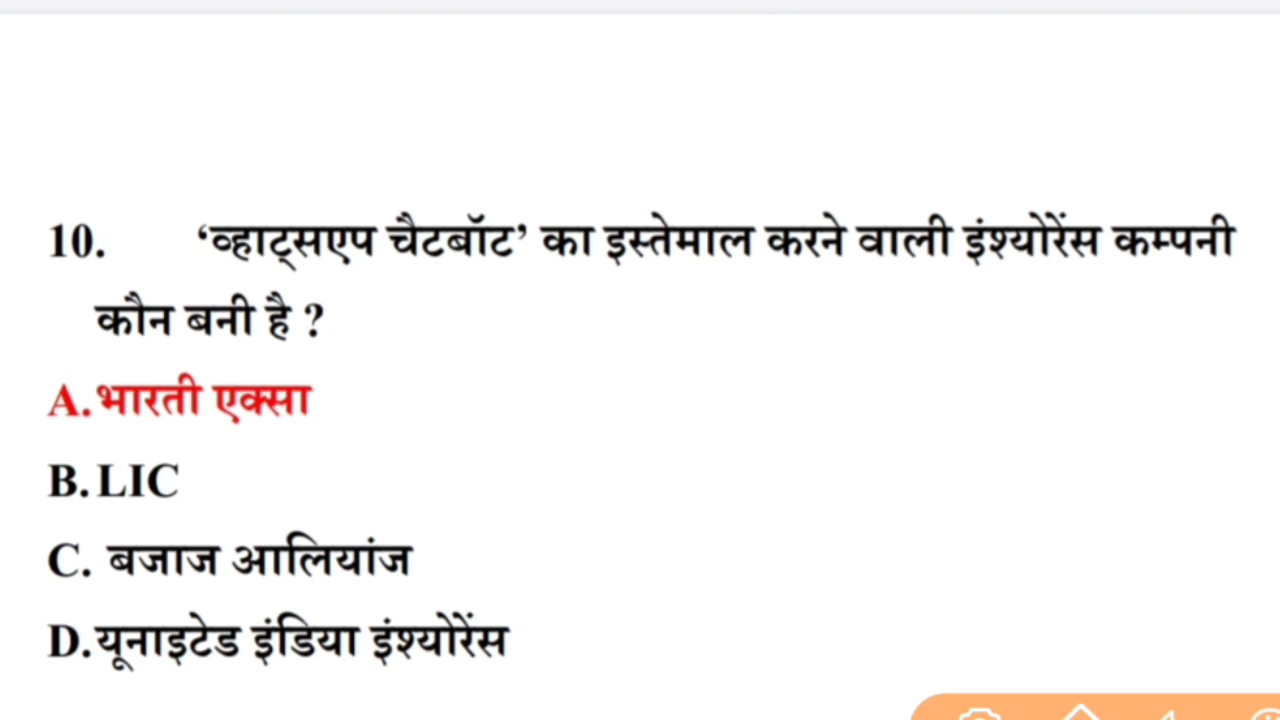 10. ‘व्हाट्सएप चैटबॉट’ का इस्तेमाल करने वाली इंश्योरेंस कम्पनी
कौन बनी है ?
A. भारती एक्सा
B. LIC
C. बजाज आलियांज
D. यूनाइटेड इंडिया इंश्योरेंस